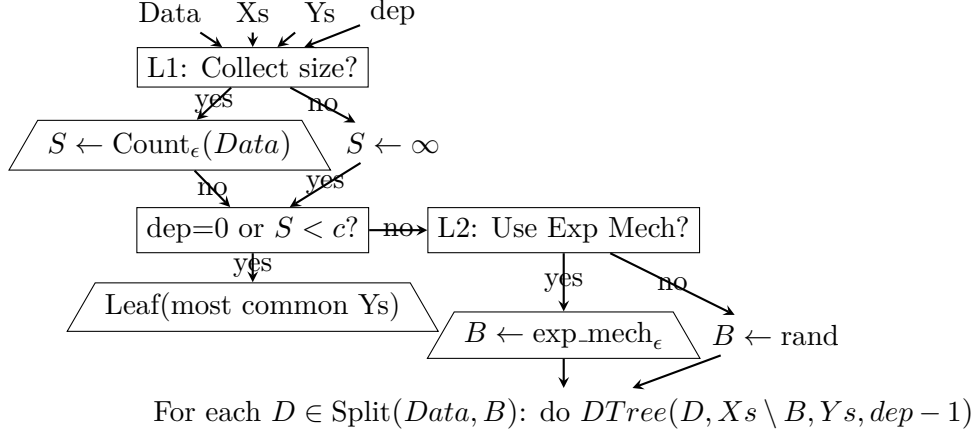 Data Xs Ys dep
L1: Collect size?
yes no
S ← Count_ϵ(Data) S ← ∞
no yes
dep=0 or S < c? no L2: Use Exp Mech?
yes
yes no
Leaf(most common Ys)
B ← exp_mech_ϵ B ← rand
For each D ∈ Split(Data, B): do DTree(D, Xs \ B, Ys, dep − 1)